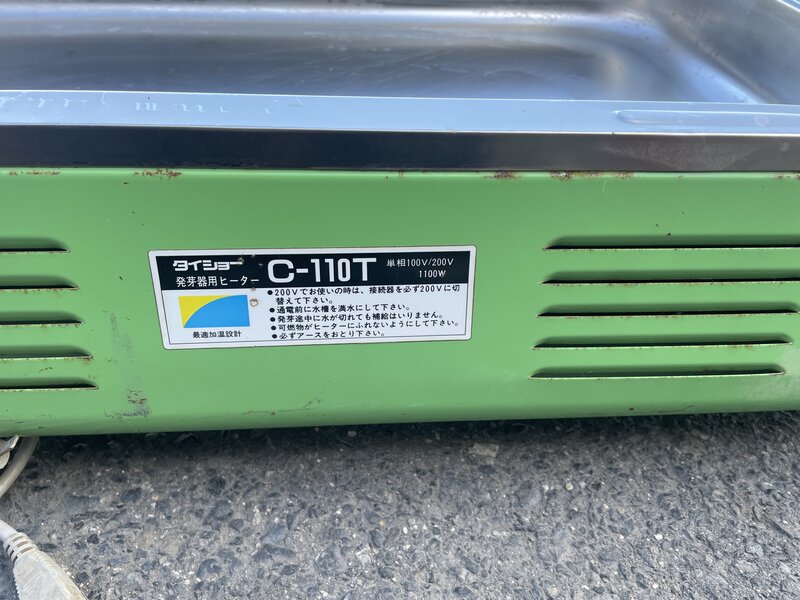 タイショー
発芽器用ヒーター
C-110T
単相100V/200V
1100W
最適加温設計
●200Vでお使いの時は、接続器を必ず200Vに切
替えて下さい。
●通電前に水槽を満水にして下さい。
●発芽途中に水が切れても補給はいりません。
●可燃物がヒーターにふれないようにして下さい。
●必ずアースをおとり下さい。